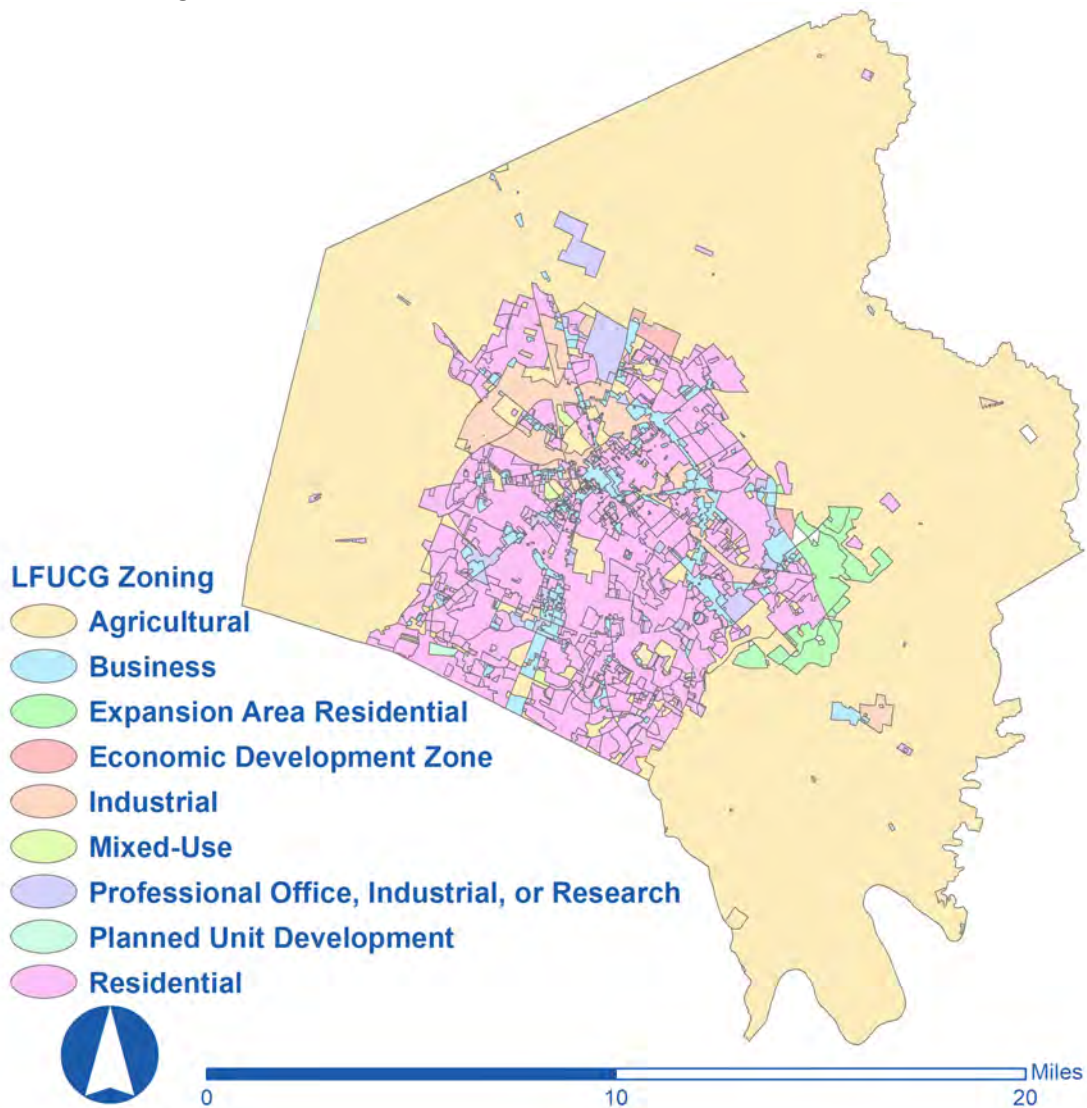 LFUCG Zoning
Agricultural
Business
Expansion Area Residential
Economic Development Zone
Industrial
Mixed-Use
Professional Office, Industrial, or Research
Planned Unit Development
Residential
Miles
0 10 20